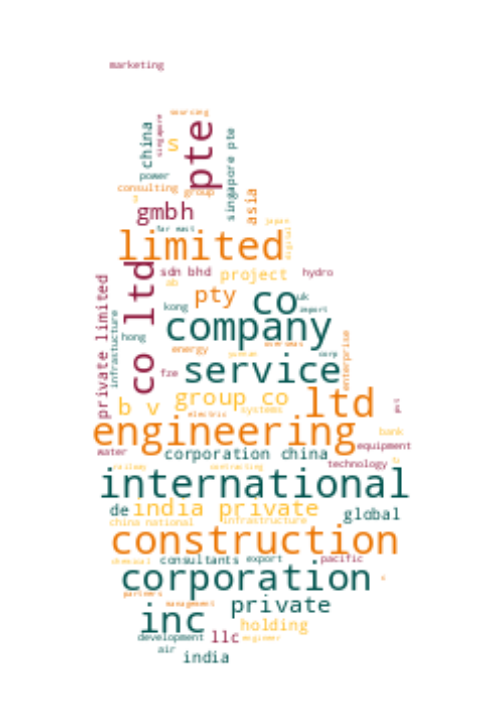 marketing
sourcing
china
singapore
s
pte
singapore pte
power
consulting
group
asia
gmbh
far east
japan
digital
limited
co ltd
sdn bhd
project
hydro
ab
private limited
infrastructure
kong
pty
co
uk
import
company
hong
energy
overseas
corp
enterprise
fze
service
b v
group co
ltd
electric
systems
engineering
bank
water
corporation china
equipment
technology
railway
contracting
international
de
india private
global
china national
infrastructure
construction
chemical
consultants
export
pacific
corporation
partners
management
private
inc
holding
development
llc
engineer
air
india